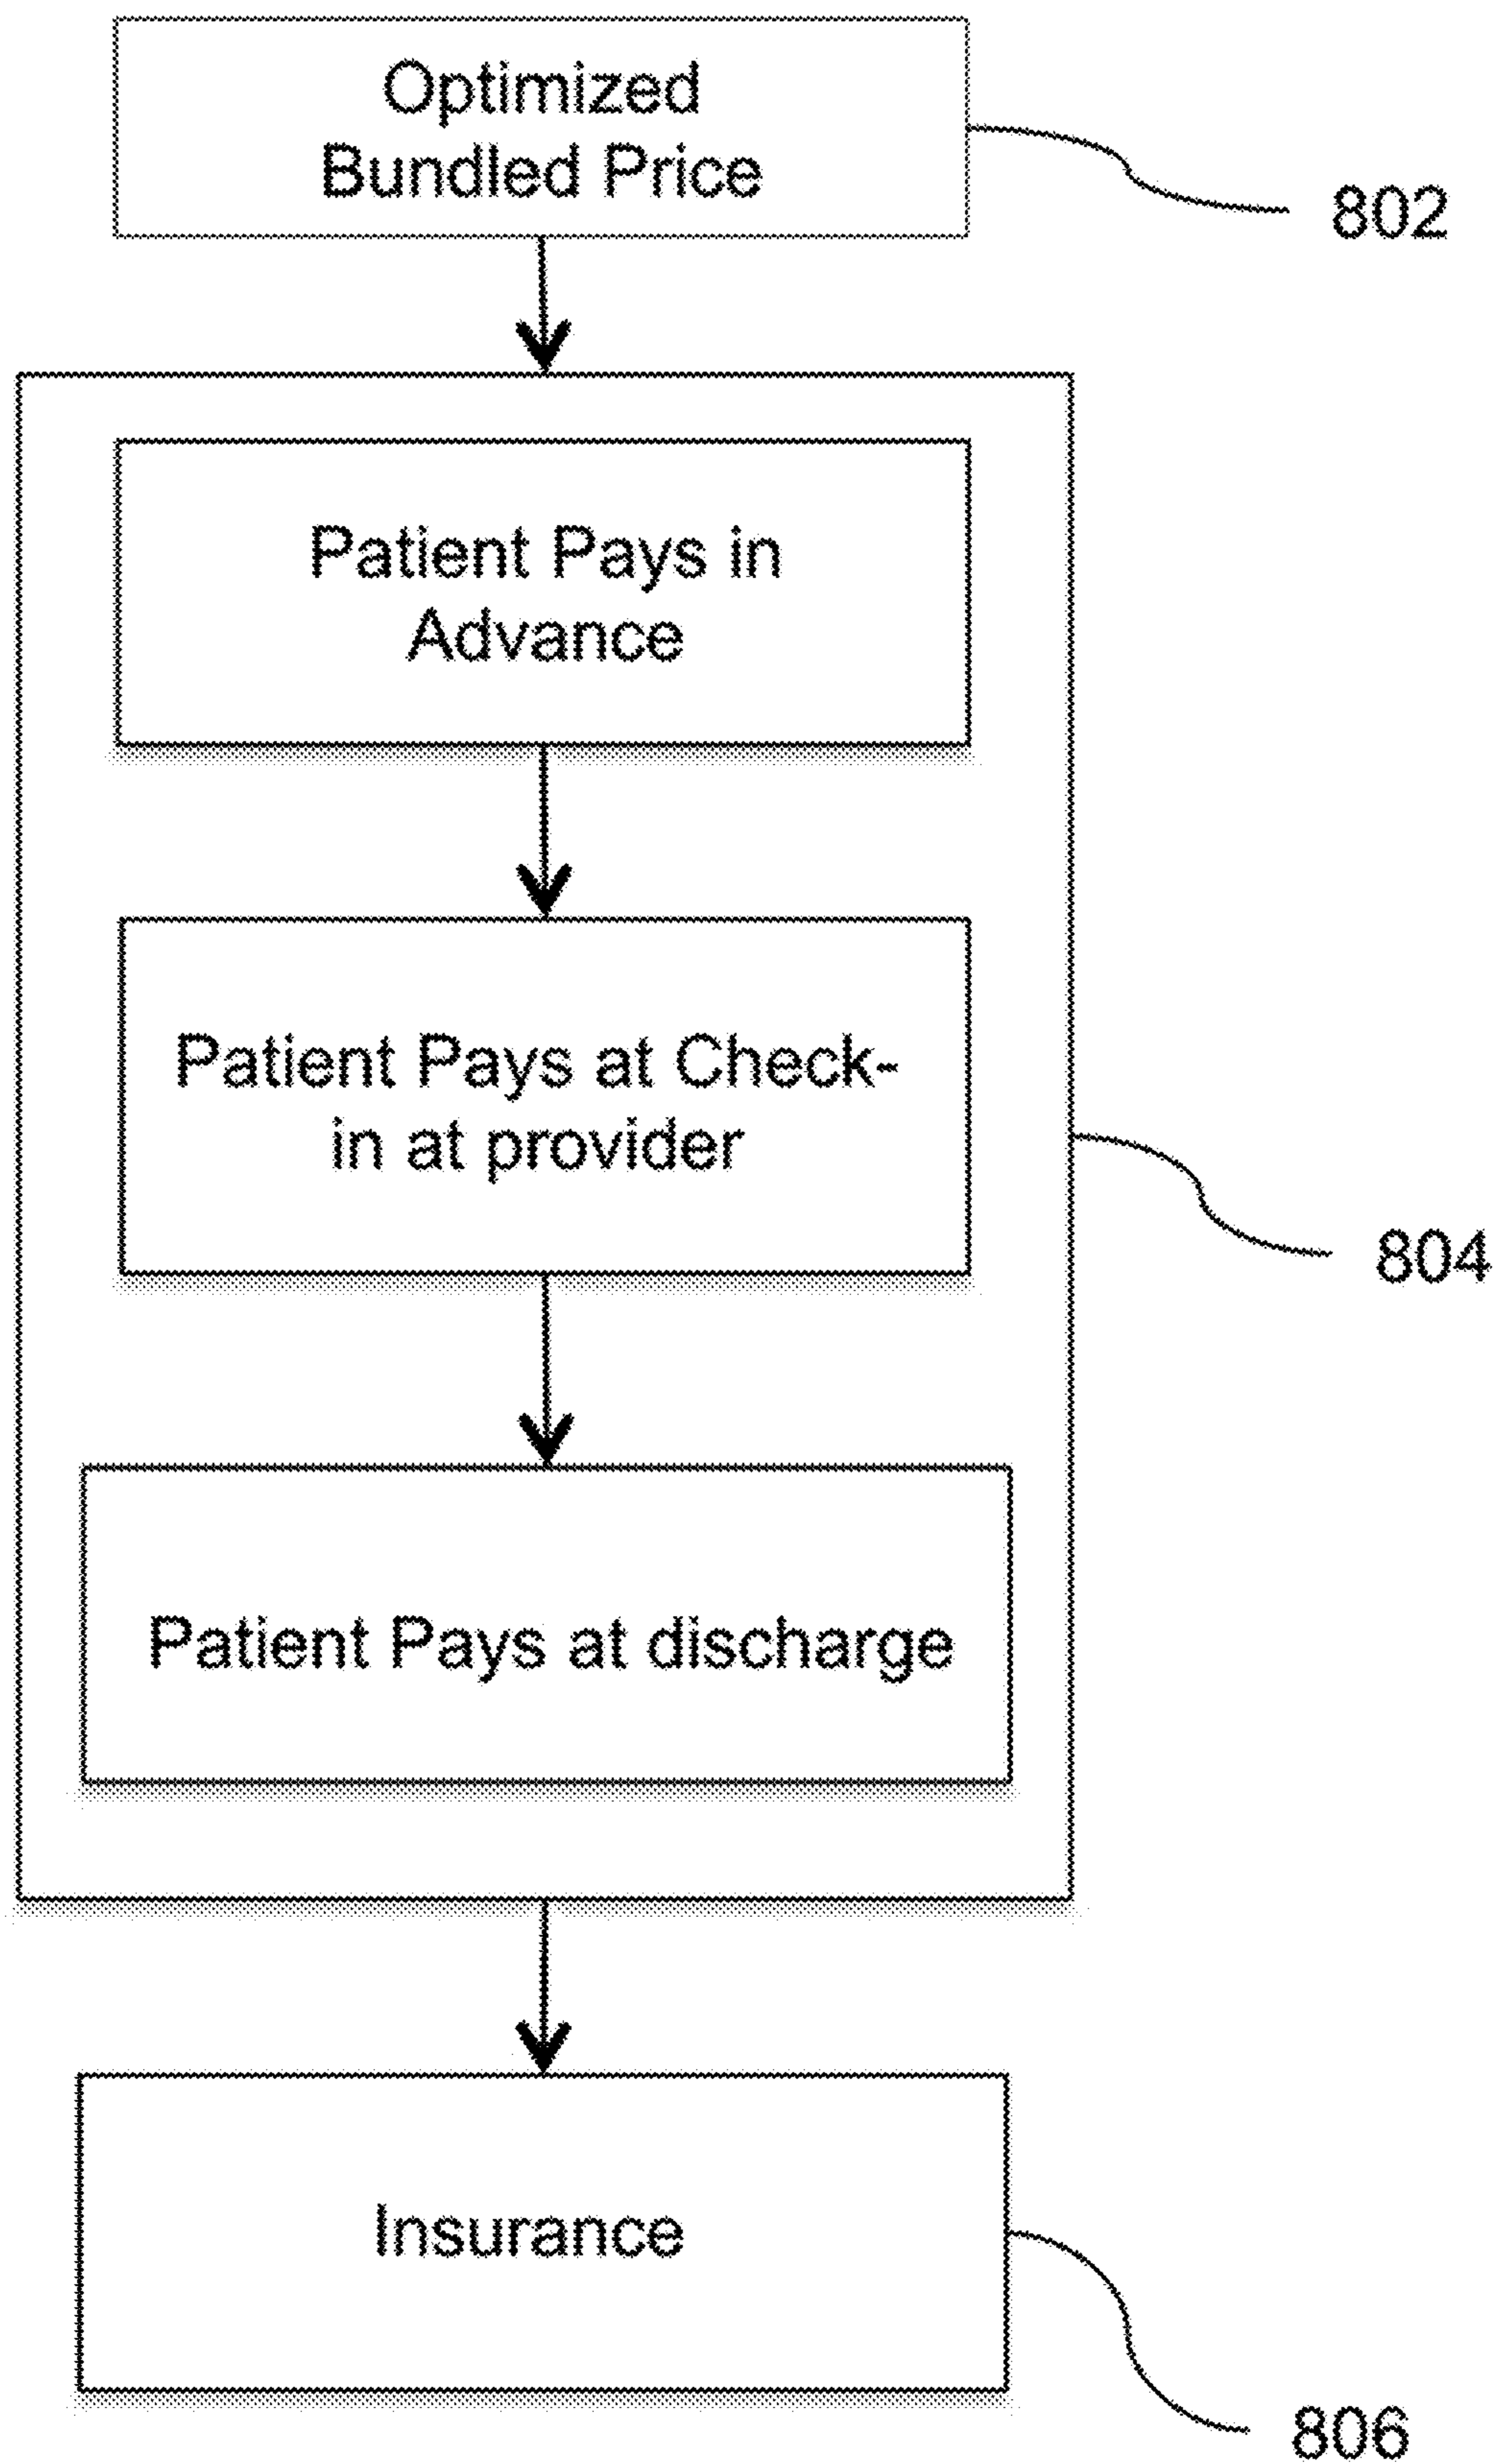 Optimized
Bundled Price
802
Patient Pays in
Advance
Patient Pays at Check-
in at provider
804
Patient Pays at discharge
Insurance
806